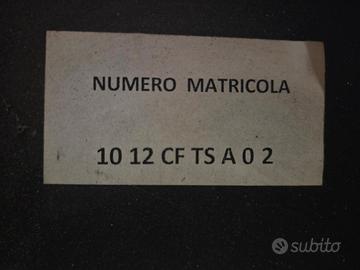 NUMERO MATRICOLA
10 12 CF TS A 0 2
subito